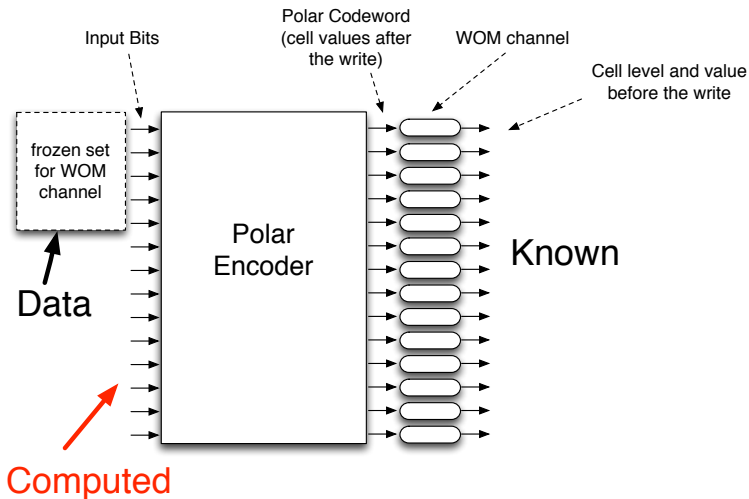 Input Bits
Polar Codeword
(cell values after
the write)
WOM channel
Cell level and value
before the write
frozen set
for WOM
channel
Polar
Encoder
Known
Data
Computed